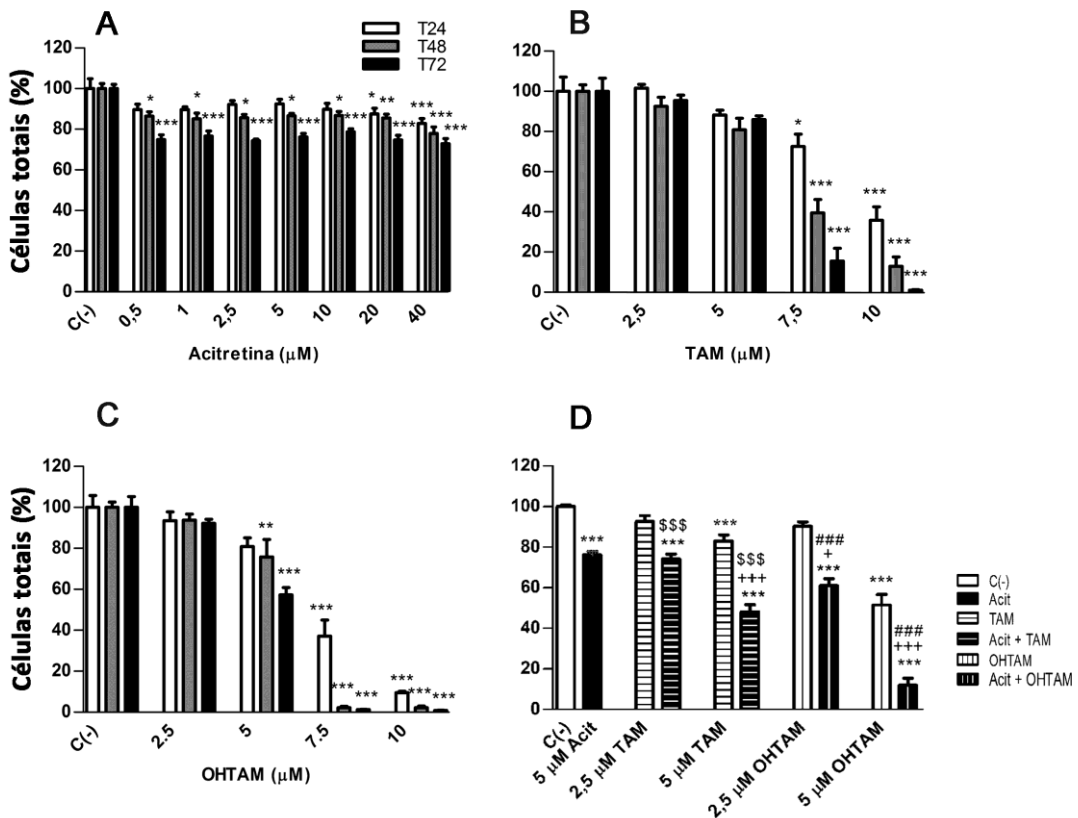 A
T24
T48
T72
Células totais (%)
120
100
80
60
40
20
0
* *** * *** * *** * *** * *** * ** *** *** *** ***
C(-) 0,5 1 2,5 5 10 20 40
Acitretina (µM)
B
120
100
80
60
40
20
0
* *** *** *** *** ***
C(-) 2,5 5 7,5 10
TAM (µM)
C
Células totais (%)
120
100
80
60
40
20
0
** *** *** *** *** *** *** ***
C(-) 2.5 5 7.5 10
OHTAM (µM)
D
120
100
80
60
40
20
0
***
$$$
***
***
$$$
+++
***
###
+
***
***
###
+++
***
C(-)
5 µM Acit
2,5 µM TAM
5 µM TAM
2,5 µM OHTAM
5 µM OHTAM
C(-)
Acit
TAM
Acit + TAM
OHTAM
Acit + OHTAM